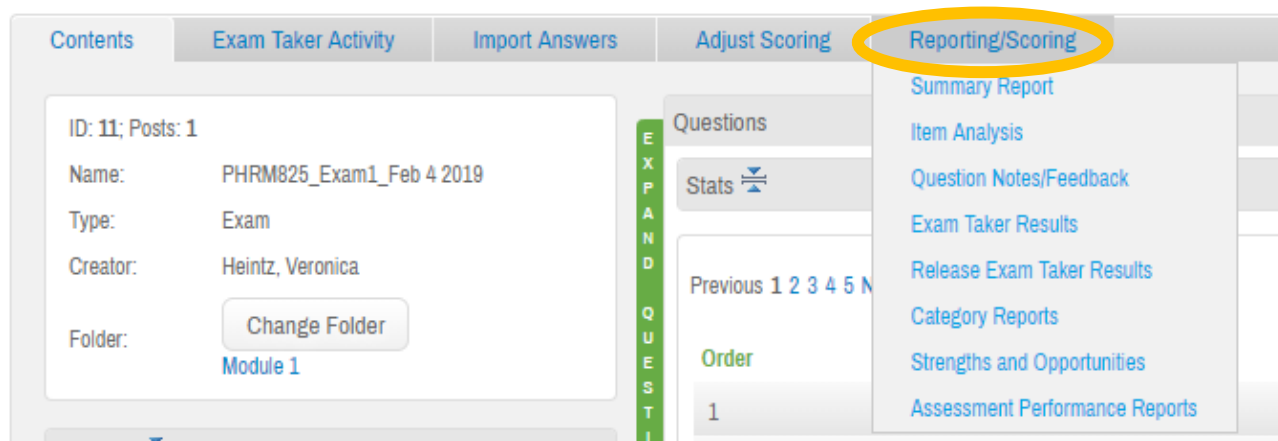 Contents Exam Taker Activity Import Answers Adjust Scoring Reporting/Scoring
Summary Report
Item Analysis
Question Notes/Feedback
Exam Taker Results
Release Exam Taker Results
Category Reports
Strengths and Opportunities
Assessment Performance Reports
ID: 11; Posts: 1
Name: PHRM825_Exam1_Feb 4 2019
Type: Exam
Creator: Heintz, Veronica
Folder: Change Folder
Module 1
EXPAND QUESTI
Questions
Stats
Previous 1 2 3 4 5 N
Order
1